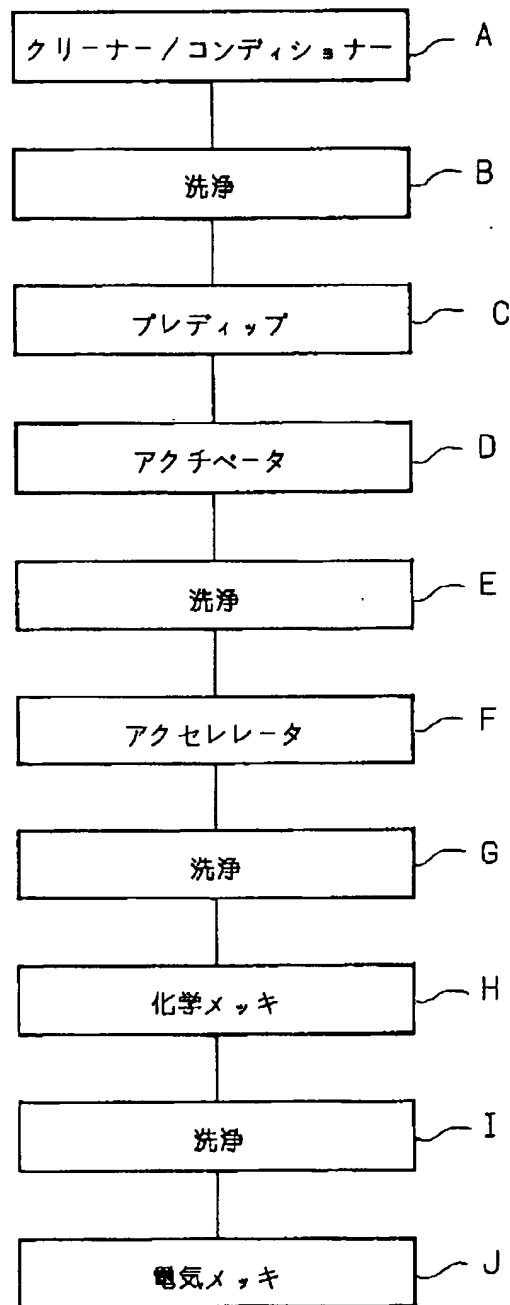 クリーナー/コンディショナー A
洗浄 B
プレディップ C
アクチベータ D
洗浄 E
アクセレレータ F
洗浄 G
化学メッキ H
洗浄 I
電気メッキ J